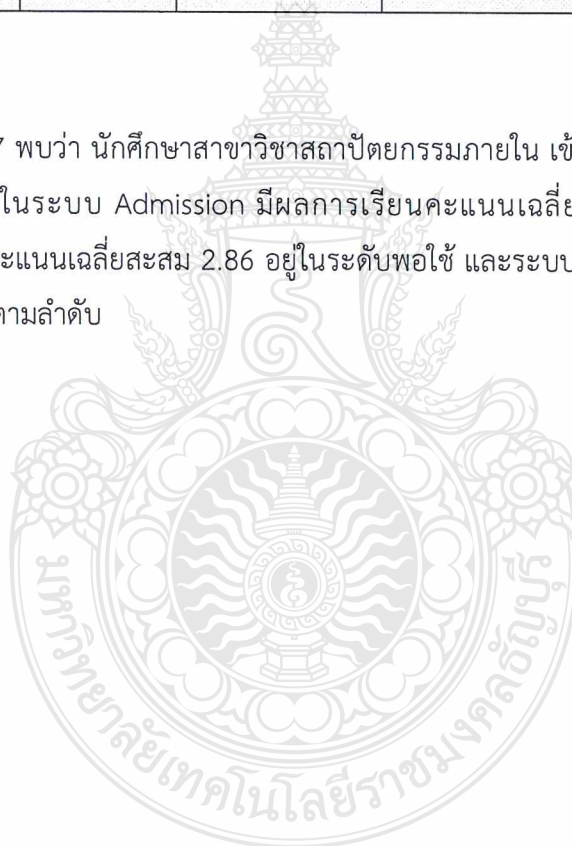 7 พบว่า นักศึกษาสาขาวิชาสถาปัตยกรรมภายใน เข้
ในระบบ Admission มีผลการเรียนคะแนนเฉลี่ย
ะแนนเฉลี่ยสะสม 2.86 อยู่ในระดับพอใช้ และระบบ
ตามลำดับ
มหาวิทยาลัยเทคโนโลยีราชมงคลธัญบุรี